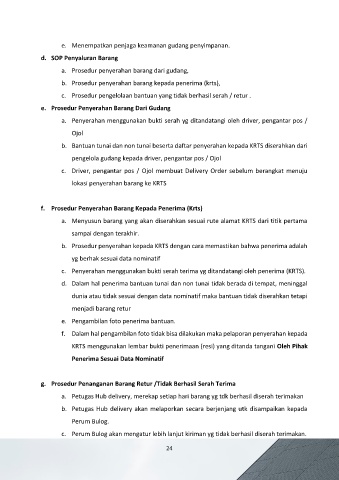 e. Menempatkan penjaga keamanan gudang penyimpanan.
d. SOP Penyaluran Barang
a. Prosedur penyerahan barang dari gudang,
b. Prosedur penyerahan barang kepada penerima (krts),
c. Prosedur pengelolaan bantuan yang tidak berhasil serah / retur .
e. Prosedur Penyerahan Barang Dari Gudang
a. Penyerahan menggunakan bukti serah yg ditandatangi oleh driver, pengantar pos /
Ojol
b. Bantuan tunai dan non tunai beserta daftar penyerahan kepada KRTS diserahkan dari
pengelola gudang kepada driver, pengantar pos / Ojol
c. Driver, pengantar pos / Ojol membuat Delivery Order sebelum berangkat menuju
lokasi penyerahan barang ke KRTS
f. Prosedur Penyerahan Barang Kepada Penerima (Krts)
a. Menyusun barang yang akan diserahkan sesuai rute alamat KRTS dari titik pertama
sampai dengan terakhir.
b. Prosedur penyerahan kepada KRTS dengan cara memastikan bahwa penerima adalah
yg berhak sesuai data nominatif
c. Penyerahan menggunakan bukti serah terima yg ditandatangi oleh penerima (KRTS).
d. Dalam hal penerima bantuan tunai dan non tunai tidak berada di tempat, meninggal
dunia atau tidak sesuai dengan data nominatif maka bantuan tidak diserahkan tetapi
menjadi barang retur
e. Pengambilan foto penerima bantuan.
f. Dalam hal pengambilan foto tidak bisa dilakukan maka pelaporan penyerahan kepada
KRTS menggunakan lembar bukti penerimaan (resi) yang ditanda tangani Oleh Pihak
Penerima Sesuai Data Nominatif
g. Prosedur Penanganan Barang Retur /Tidak Berhasil Serah Terima
a. Petugas Hub delivery, merekap setiap hari barang yg tdk berhasil diserah terimakan
b. Petugas Hub delivery akan melaporkan secara berjenjang utk disampaikan kepada
Perum Bulog.
c. Perum Bulog akan mengatur lebih lanjut kiriman yg tidak berhasil diserah terimakan.
24